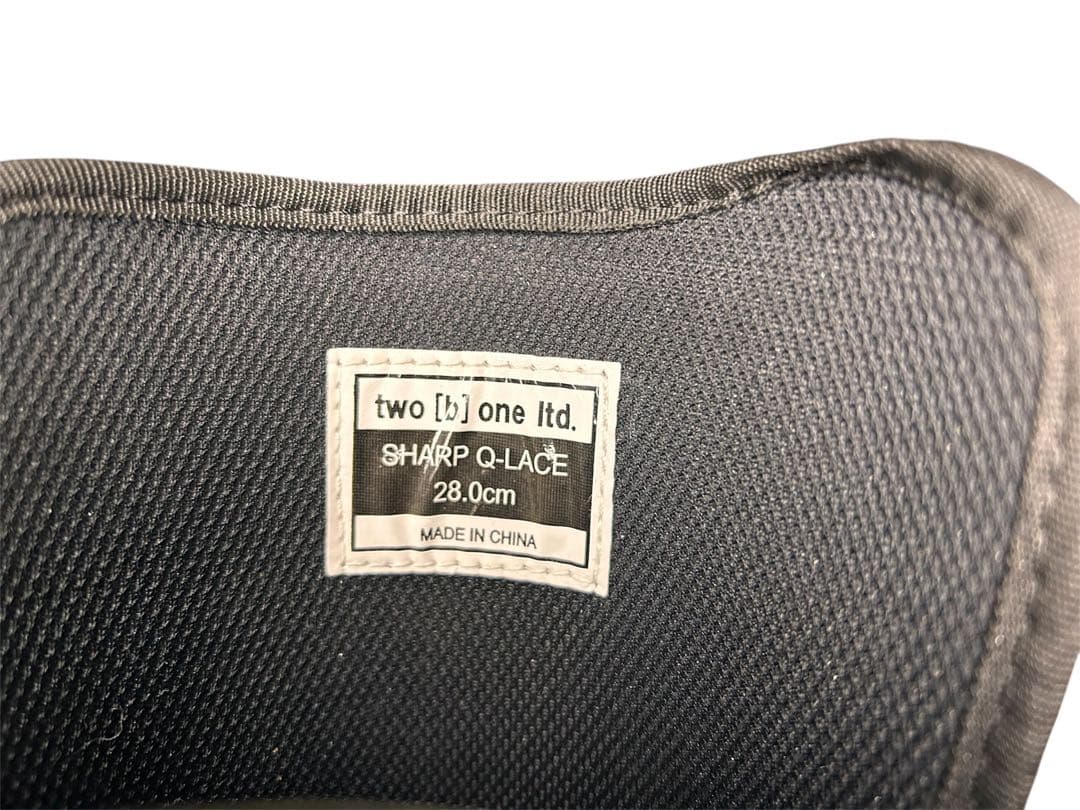 two [b] one ltd.
SHARP Q-LACE
28.0cm
MADE IN CHINA